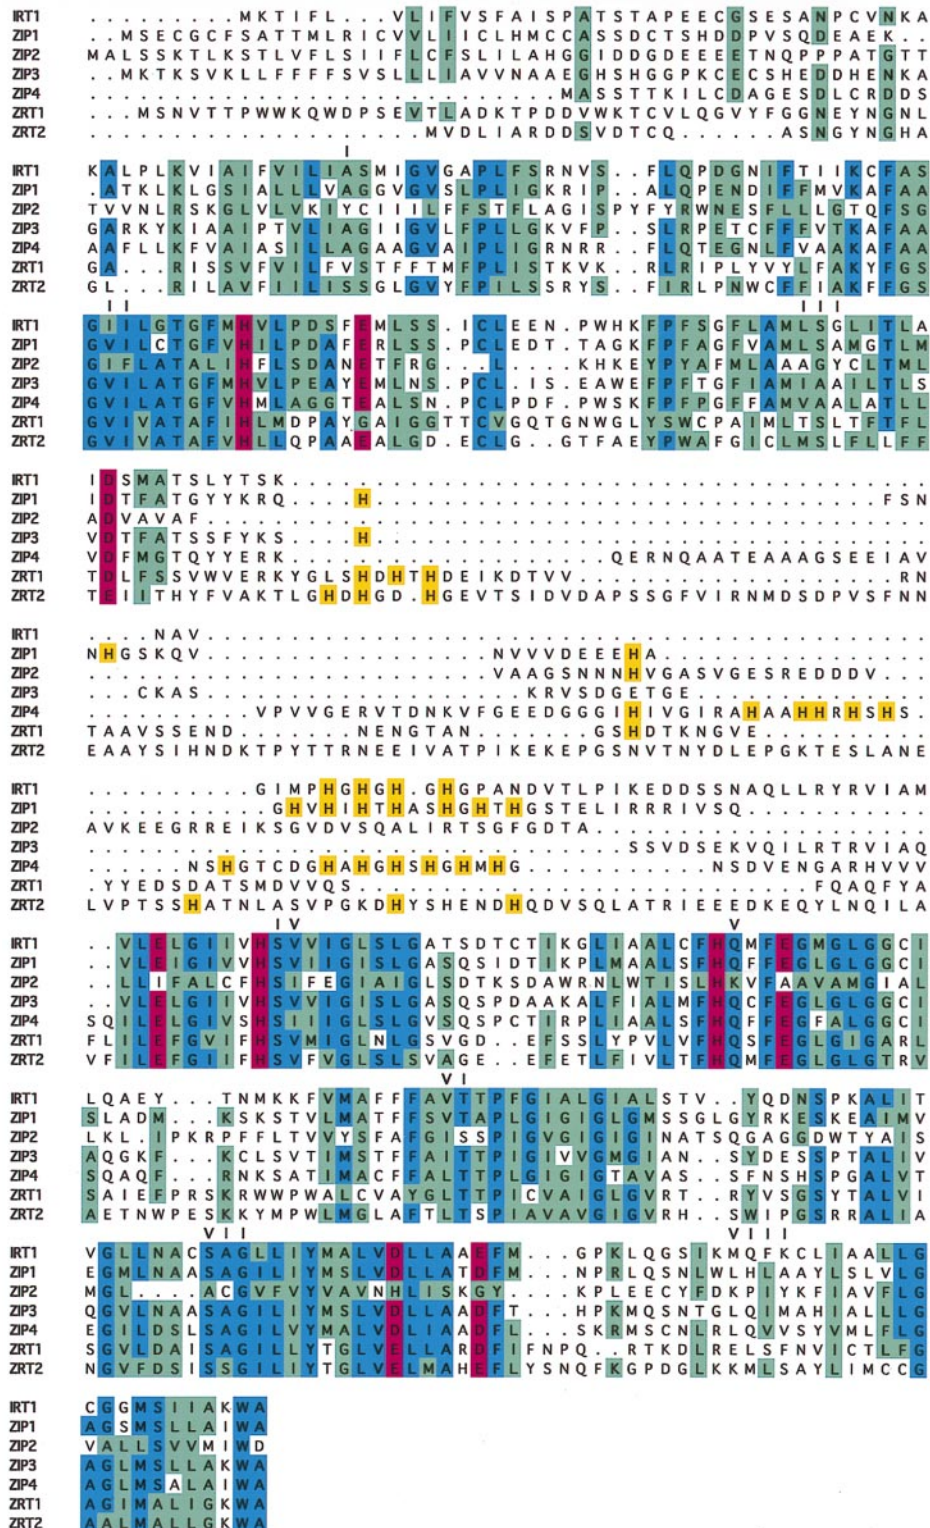 IRT1 . . . . . . . . . M K T I F L . . . V L I F V S F A I S P A T S T A P E E C G S E S A N P C V N K A
ZIP1 . . M S E C G C F S A T T M L R I C V V L I I C L H M C C A S S D C T S H D D P V S Q D E A E K . .
ZIP2 M A L S S K T L K S T L V F L S I I F L C F S L I L A H G G I D D G D E E E T N Q P P P A T G T T
ZIP3 . . M K T K S V K L L F F F F S V S L L L I A V V N A A E G H S H G G P K C E C S H E D D H E N K A
ZIP4 . . . . . . . . . . . . . . . . . . . . . . . . . . . . M A S S T T K I L C D A G E S D L C R D D S
ZRT1 . . . M S N V T T P W W K Q W D P S E V T L A D K T P D D V W K T C V L Q G V Y F G G N E Y N G N L
ZRT2 . . . . . . . . . . . . . . . . . . . . M V D L I A R D D S V D T C Q . . . . . . A S N G Y N G H A
I
IRT1 K A L P L K V I A I F V I L I A S M I G V G A P L F S R N V S . . F L Q P D G N I F T I I K C F A S
ZIP1 . A T K L K L G S I A L L L V A G G V G V S L P L I G K R I P . . A L Q P E N D I F F M V K A F A A
ZIP2 T V V N L R S K G L V L V K I Y C I I I L F F S T F L A G I S P Y F Y R W N E S F L L L G T Q F S G
ZIP3 G A R K Y K I A A I P T V L I A G I I G V L F P L L G K V F P . . S L R P E T C F F F V T K A F A A
ZIP4 A A F L L K F V A I A S I L L A G A A G V A I P L I G R N R R . . F L Q T E G N L F V A A K A F A A
ZRT1 G A . . . R I S S V F V I L F V S T F F T M F P L I S T K V K . . R L R I P L Y V Y L F A K Y F G S
ZRT2 G L . . . R I L A V F I I L I S S G L G V Y F P I L S S R Y S . . F I R L P N W C F F I A K F F G S
I I I I I
IRT1 G I I L G T G F M H V L P D S F E M L S S . I C L E E N . P W H K F P F S G F L A M L S G L I T L A
ZIP1 G V I L C T G F V H I L P D A F E R L S S . P C L E D T . T A G K F P F A G F V A M L S A M G T L M
ZIP2 G I F L A T A L I H F L S D A N E T F R G . . . L . . . . K H K E Y P Y A F M L A A A G Y C L T M L
ZIP3 G V I L A T G F M H V L P E A Y E M L N S . P C L . I S . E A W E F P F T G F I A M I A A I L T L S
ZIP4 G V I L A T G F V H M L A G G T E A L S N . P C L P D F . P W S K F P F P G F F A M V A A L A T L L
ZRT1 G V I V A T A F I H L M D P A Y G A I G G T T C V G Q T G N W G L Y S W C P A I M L T S L T F T F L
ZRT2 G V I V A T A F V H L L Q P A A E A L G D . E C L G . . G T F A E Y P W A F G I C L M S L F L L F F
IRT1 I D S M A T S L Y T S K . . . . . . . . . . . . . . . . . . . . . . . . . . . . . . . . . . . . . .
ZIP1 I D T F A T G Y Y K R Q . . . . H . . . . . . . . . . . . . . . . . . . . . . . . . . . . . . F S N
ZIP2 A D V A V A F . . . . . . . . . . . . . . . . . . . . . . . . . . . . . . . . . . . . . . . . . . .
ZIP3 V D T F A T S S F Y K S . . . . H . . . . . . . . . . . . . . . . . . . . . . . . . . . . . . . . .
ZIP4 V D F M G T Q Y Y E R K . . . . . . . . . . . . . . . . . . . Q E R N Q A A T E A A A G S E E I A V
ZRT1 T D L F S S V W V E R K Y G L S H D H T H D E I K D T V V . . . . . . . . . . . . . . . . . . . R N
ZRT2 T E I I T H Y F V A K T L G H D H G D . H G E V T S I D V D A P S S G F V I R N M D S D P V S F N N
IRT1 . . . . N A V . . . . . . . . . . . . . . . . . . . . . . . . . . . . . . . . . . . . . . . . . . .
ZIP1 N H G S K Q V . . . . . . . . . . . . . . . . . N V V V D E E E H A . . . . . . . . . . . . . . . .
ZIP2 . . . . . . . . . . . . . . . . . . . . . . . . V A A G S N N N H V G A S V G E S R E D D D V . . .
ZIP3 . . . C K A S . . . . . . . . . . . . . . . . . . . K R V S D G E T G E . . . . . . . . . . . . . .
ZIP4 . . . . . . . . . . V P V V G E R V T D N K V F G E E D G G G I H I V G I R A H A A H H R H S H S .
ZRT1 T A A V S S E N D . . . . . . . N E N G T A N . . . . . . . G S H D T K N G V E . . . . . . . . . .
ZRT2 E A A Y S I H N D K T P Y T T R N E E I V A T P I K E K E P G S N V T N Y D L E P G K T E S L A N E
IRT1 . . . . . . . . . . G I M P H G H G H . G H G P A N D V T L P I K E D D S S N A Q L L R Y R V I A M
ZIP1 . . . . . . . . . . . G H V H I H T H A S H G H T H G S T E L I R R R I V S Q . . . . . . . . . . .
ZIP2 A V K E E G R R E I K S G V D V S Q A L I R T S G F G D T A . . . . . . . . . . . . . . . . . . . .
ZIP3 . . . . . . . . . . . . . . . . . . . . . . . . . . . . . . . . S S V D S E K V Q I L R T R V I A Q
ZIP4 . . . . . . N S H G T C D G H A H G H S H G H M H G . . . . . . . . . . . N S D V E N G A R H V V V
ZRT1 . Y Y E D S D A T S M D V V Q S . . . . . . . . . . . . . . . . . . . . . . . . . . . F Q A Q F Y A
ZRT2 L V P T S S H A T N L A S V P G K D H Y S H E N D H Q D V S Q L A T R I E E E D K E Q Y L N Q I L A
I V V
IRT1 . . V L E L G I I V H S V V I G L S L G A T S D T C T I K G L I A A L C F H Q M F E G M G L G G C I
ZIP1 . . V L E I G I V V H S V I I G I S L G A S Q S I D T I K P L M A A L S F H Q F F E G L G L G G C I
ZIP2 . . L L I F A L C F H S I F E G I A I G L S D T K S D A W R N L W T I S L H K V F A A V A M G I A L
ZIP3 . . V L E L G I I V H S V V I G I S L G A S Q S P D A A K A L F I A L M F H Q C F E G L G L G G C I
ZIP4 S Q I L E L G I V S H S I I I G L S L G V S Q S P C T I R P L I A A L S F H Q F F E G F A L G G C I
ZRT1 F L I L E F G V I F H S V M I G L N L G S V G D . . E F S S L Y P V L V F H Q S F E G L G I G A R L
ZRT2 V F I L E F G I I F H S V F V G L S L S V A G E . . E F E T L F I V L T F H Q M F E G L G L G T R V
V I
IRT1 L Q A E Y . . . T N M K K F V M A F F F A V T T P F G I A L G I A L S T V . . Y Q D N S P K A L I T
ZIP1 S L A D M . . . K S K S T V L M A T F F S V T A P L G I G I G L G M S S G L G Y R K E S K E A I M V
ZIP2 L K L . I P K R P F F L T V V Y S F A F G I S S P I G V G I G I G I N A T S Q G A G G D W T Y A I S
ZIP3 A Q G K F . . . K C L S V T I M S T F F A I T T P I G I V V G M G I A N . . S Y D E S S P T A L I V
ZIP4 S Q A Q F . . . R N K S A T I M A C F F A L T T P L G I G I G T A V A S . . S F N S H S P G A L V T
ZRT1 S A I E F P R S K R W W P W A L C V A Y G L T T P I C V A I G L G V R T . . R Y V S G S Y T A L V I
ZRT2 A E T N W P E S K K Y M P W L M G L A F T L T S P I A V A V G I G V R H . . S W I P G S R R A L I A
V I I V I I I
IRT1 V G L L N A C S A G L L I Y M A L V D L L A A E F M . . . G P K L Q G S I K M Q F K C L I A A L L G
ZIP1 E G M L N A A S A G I L I Y M S L V D L L A T D F M . . . N P R L Q S N L W L H L A A Y L S L V L G
ZIP2 M G L . . . . A C G V F V Y V A V N H L I S K G Y . . . . K P L E E C Y F D K P I Y K F I A V F L G
ZIP3 Q G V L N A A S A G I L I Y M S L V D L L A A D F T . . . H P K M Q S N T G L Q I M A H I A L L L G
ZIP4 E G I L D S L S A G I L V Y M A L V D L I A A D F L . . . S K R M S C N L R L Q V V S Y V M L F L G
ZRT1 S G V L D A I S A G I L L Y T G L V E L L A R D F I F N P Q . . R T K D L R E L S F N V I C T L F G
ZRT2 N G V F D S I S S G I L I Y T G L V E L M A H E F L Y S N Q F K G P D G L K K M L S A Y L I M C C G
IRT1 C G G M S I I A K W A
ZIP1 A G S M S L L A I W A
ZIP2 V A L L S V V M I W D
ZIP3 A G L M S L L A K W A
ZIP4 A G L M S A L A I W A
ZRT1 A G I M A L I G K W A
ZRT2 A A L M A L L G K W A